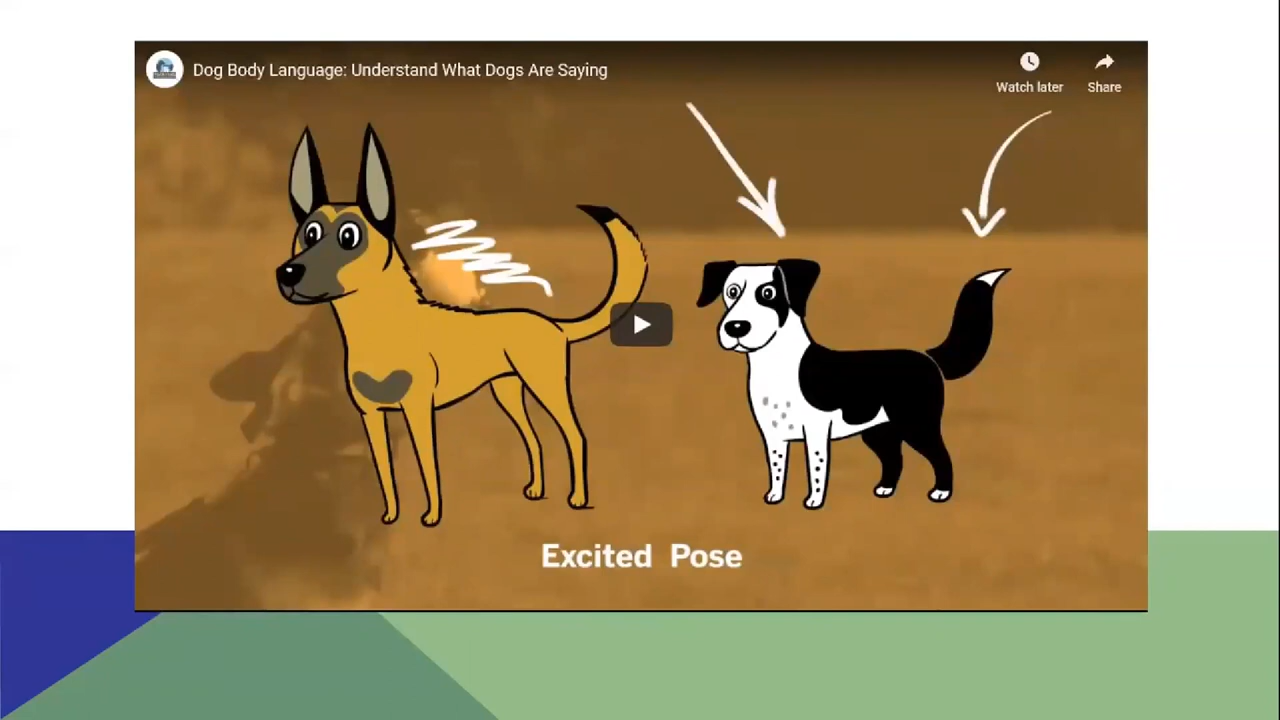 Dog Body Language: Understand What Dogs Are Saying
Watch later
Share
Excited Pose